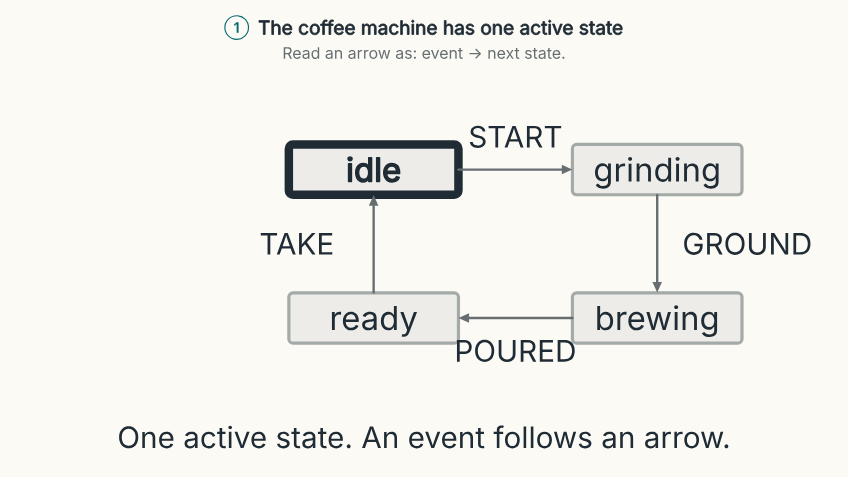 1 The coffee machine has one active state
Read an arrow as: event → next state.
START
idle
grinding
TAKE
GROUND
ready
brewing
POURED
One active state. An event follows an arrow.